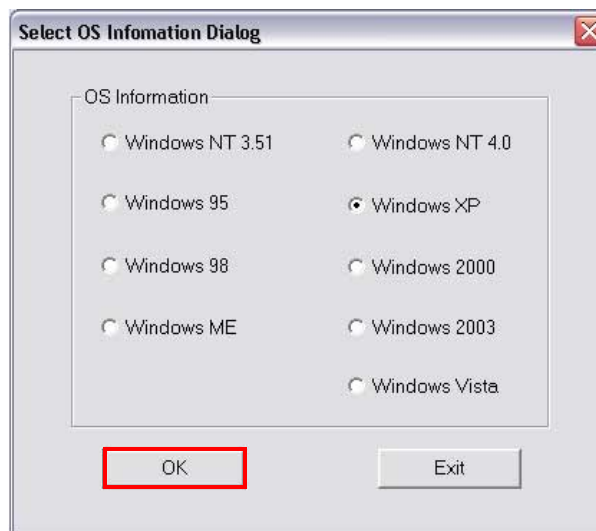 Select OS Infomation Dialog
OS Information
Windows NT 3.51
Windows NT 4.0
Windows 95
Windows XP
Windows 98
Windows 2000
Windows ME
Windows 2003
Windows Vista
OK
Exit